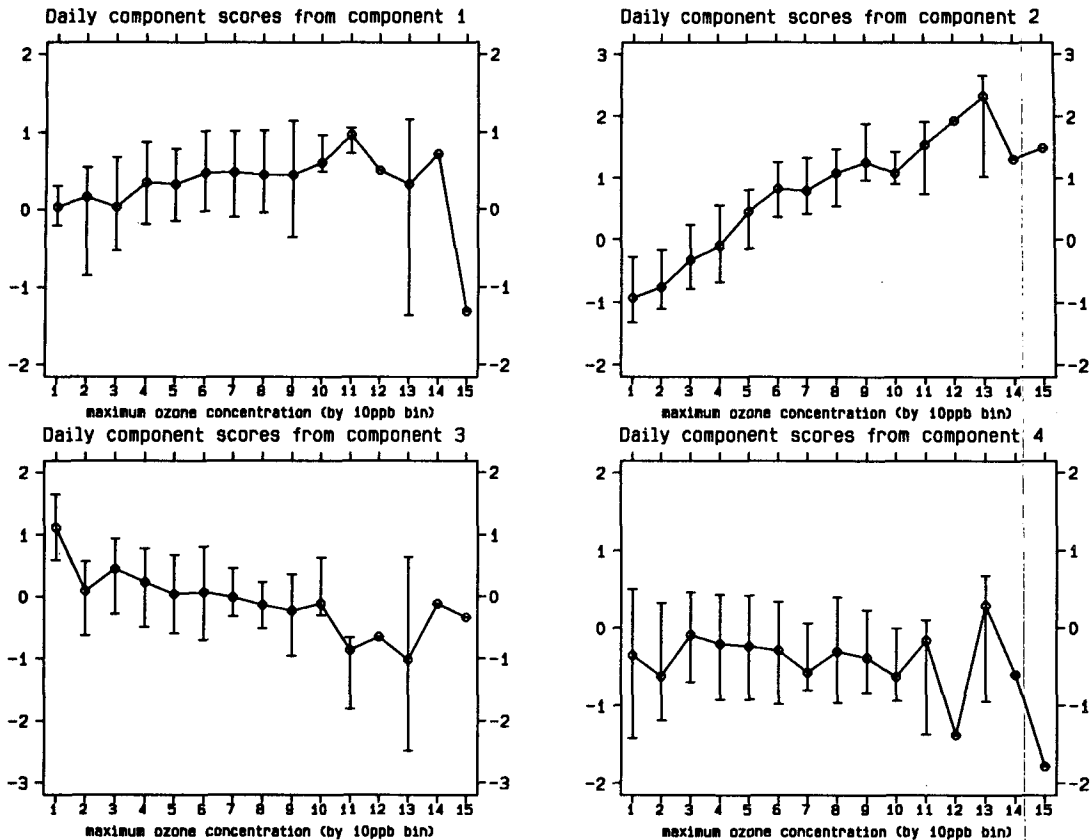 Daily component scores from component 1
2 2
1 1
0 0
-1 -1
-2 -2
1 2 3 4 5 6 7 8 9 10 11 12 13 14 15
maximum ozone concentration (by 10ppb bin)
Daily component scores from component 2
3 3
2 2
1 1
0 0
-1 -1
-2 -2
1 2 3 4 5 6 7 8 9 10 11 12 13 14 15
maximum ozone concentration (by 10ppb bin)
Daily component scores from component 3
2 2
1 1
0 0
-1 -1
-2 -2
-3 -3
1 2 3 4 5 6 7 8 9 10 11 12 13 14 15
maximum ozone concentration (by 10ppb bin)
Daily component scores from component 4
2 2
1 1
0 0
-1 -1
-2 -2
1 2 3 4 5 6 7 8 9 10 11 12 13 14 15
maximum ozone concentration (by 10ppb bin)